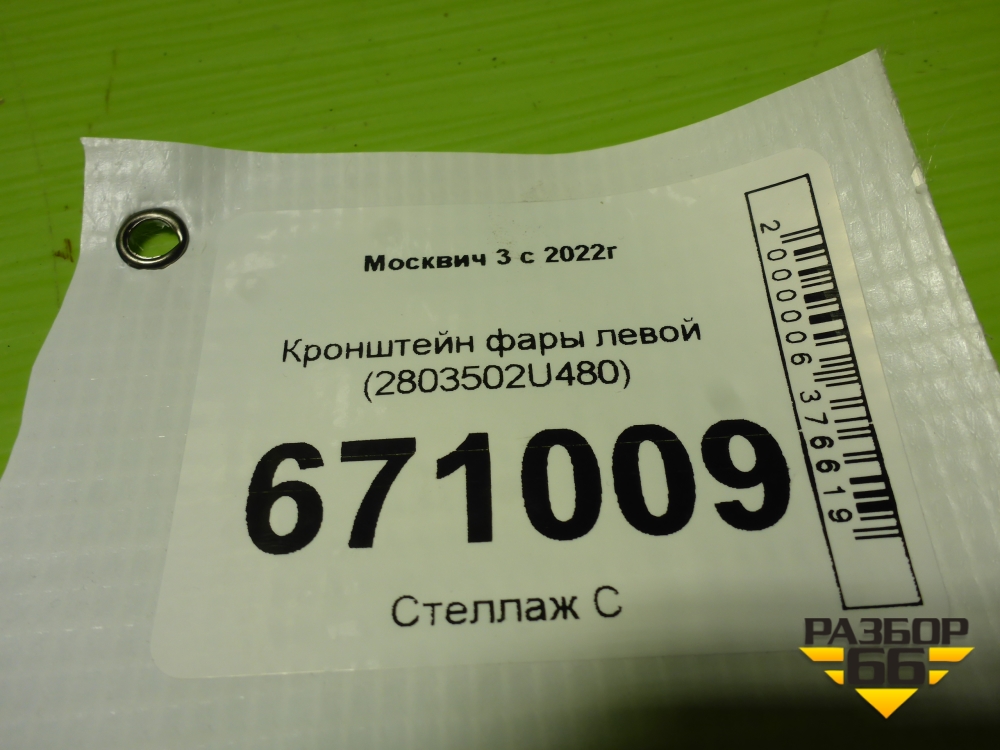 Москвич 3 с 2022г
Кронштейн фары левой
(2803502U480)
671009
Стеллаж С
2000006376619
РАЗБОР
66